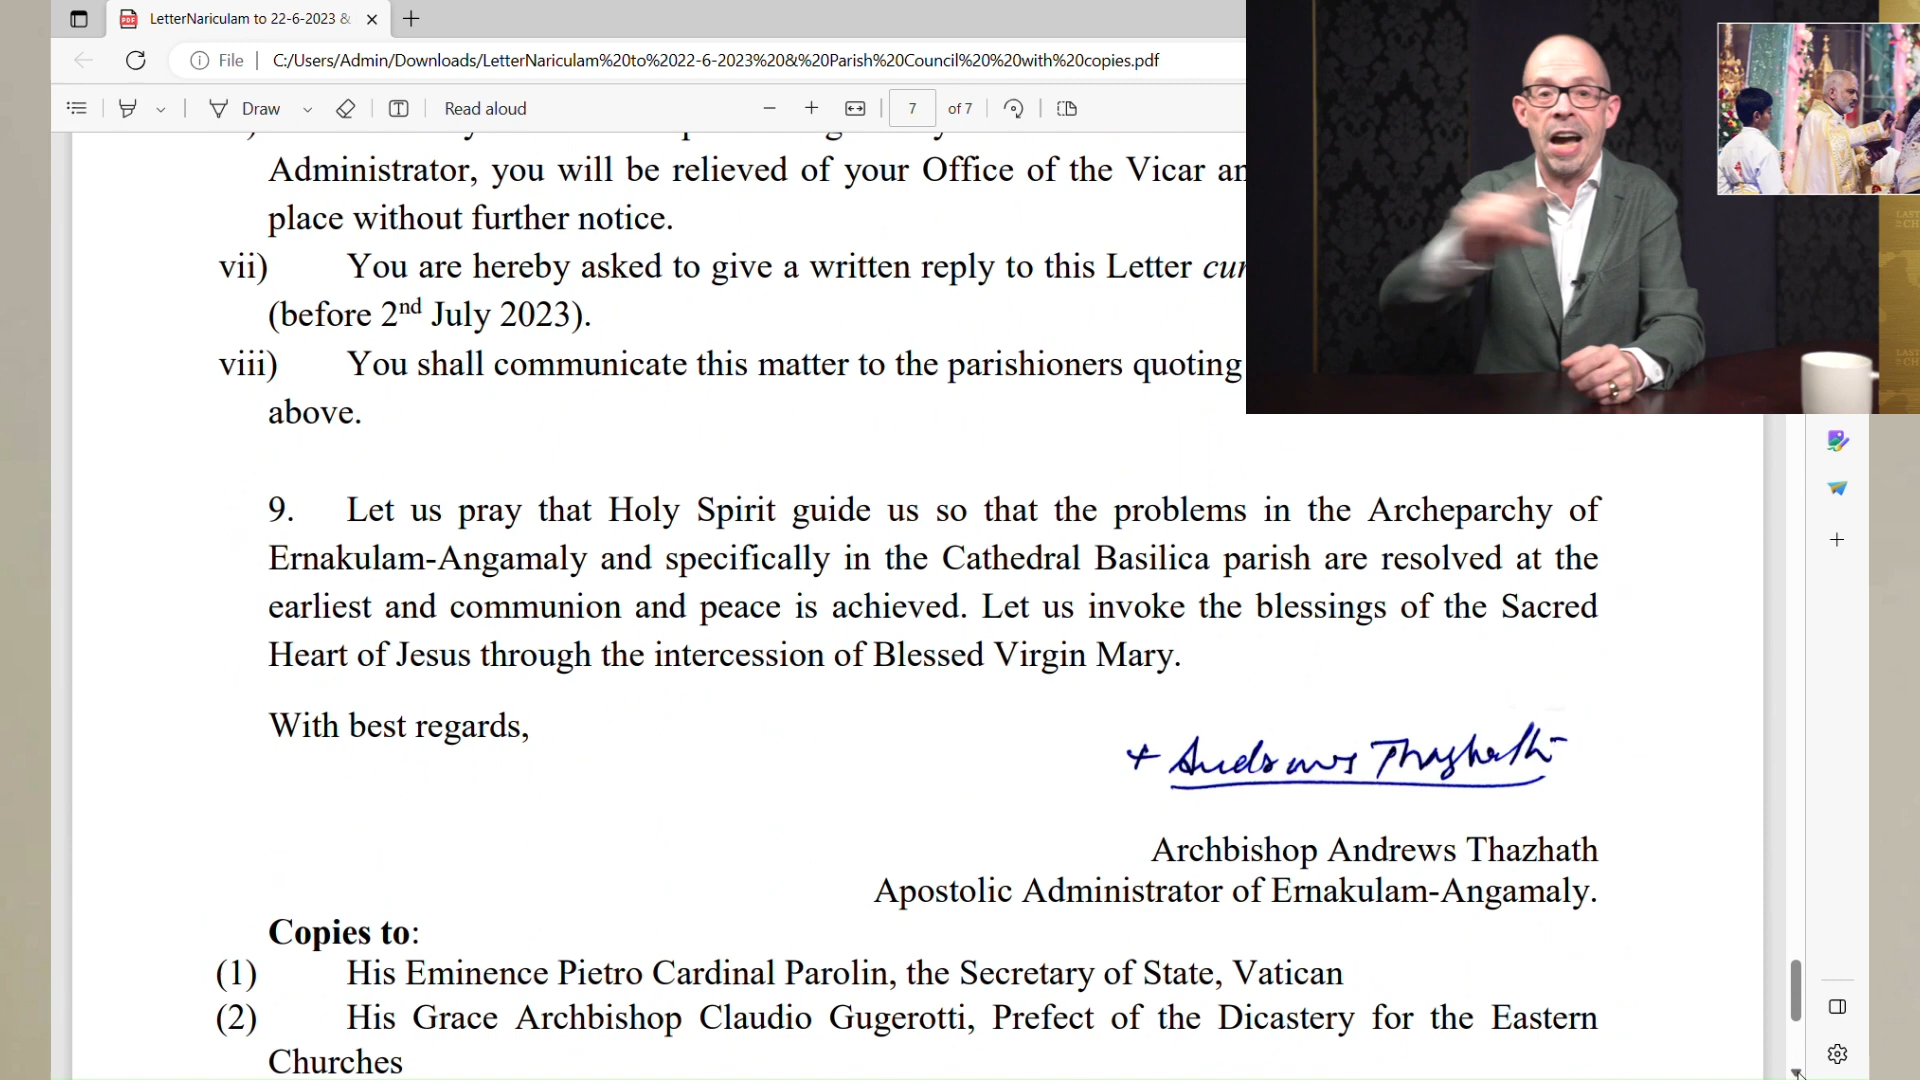 LetterNariculam to 22-6-2023 &
File
C:/Users/Admin/Downloads/LetterNariculam%20to%2022-6-2023%20&%20Parish%20Council%20%20with%20copies.pdf
Draw
Read aloud
7 of 7
Administrator, you will be relieved of your Office of the Vicar an
place without further notice.
vii) You are hereby asked to give a written reply to this Letter cur
(before 2nd July 2023).
viii) You shall communicate this matter to the parishioners quoting
above.
9. Let us pray that Holy Spirit guide us so that the problems in the Archeparchy of
Ernakulam-Angamaly and specifically in the Cathedral Basilica parish are resolved at the
earliest and communion and peace is achieved. Let us invoke the blessings of the Sacred
Heart of Jesus through the intercession of Blessed Virgin Mary.
With best regards,
+ Andrews Thazhath
Archbishop Andrews Thazhath
Apostolic Administrator of Ernakulam-Angamaly.
Copies to:
(1) His Eminence Pietro Cardinal Parolin, the Secretary of State, Vatican
(2) His Grace Archbishop Claudio Gugerotti, Prefect of the Dicastery for the Eastern
Churches